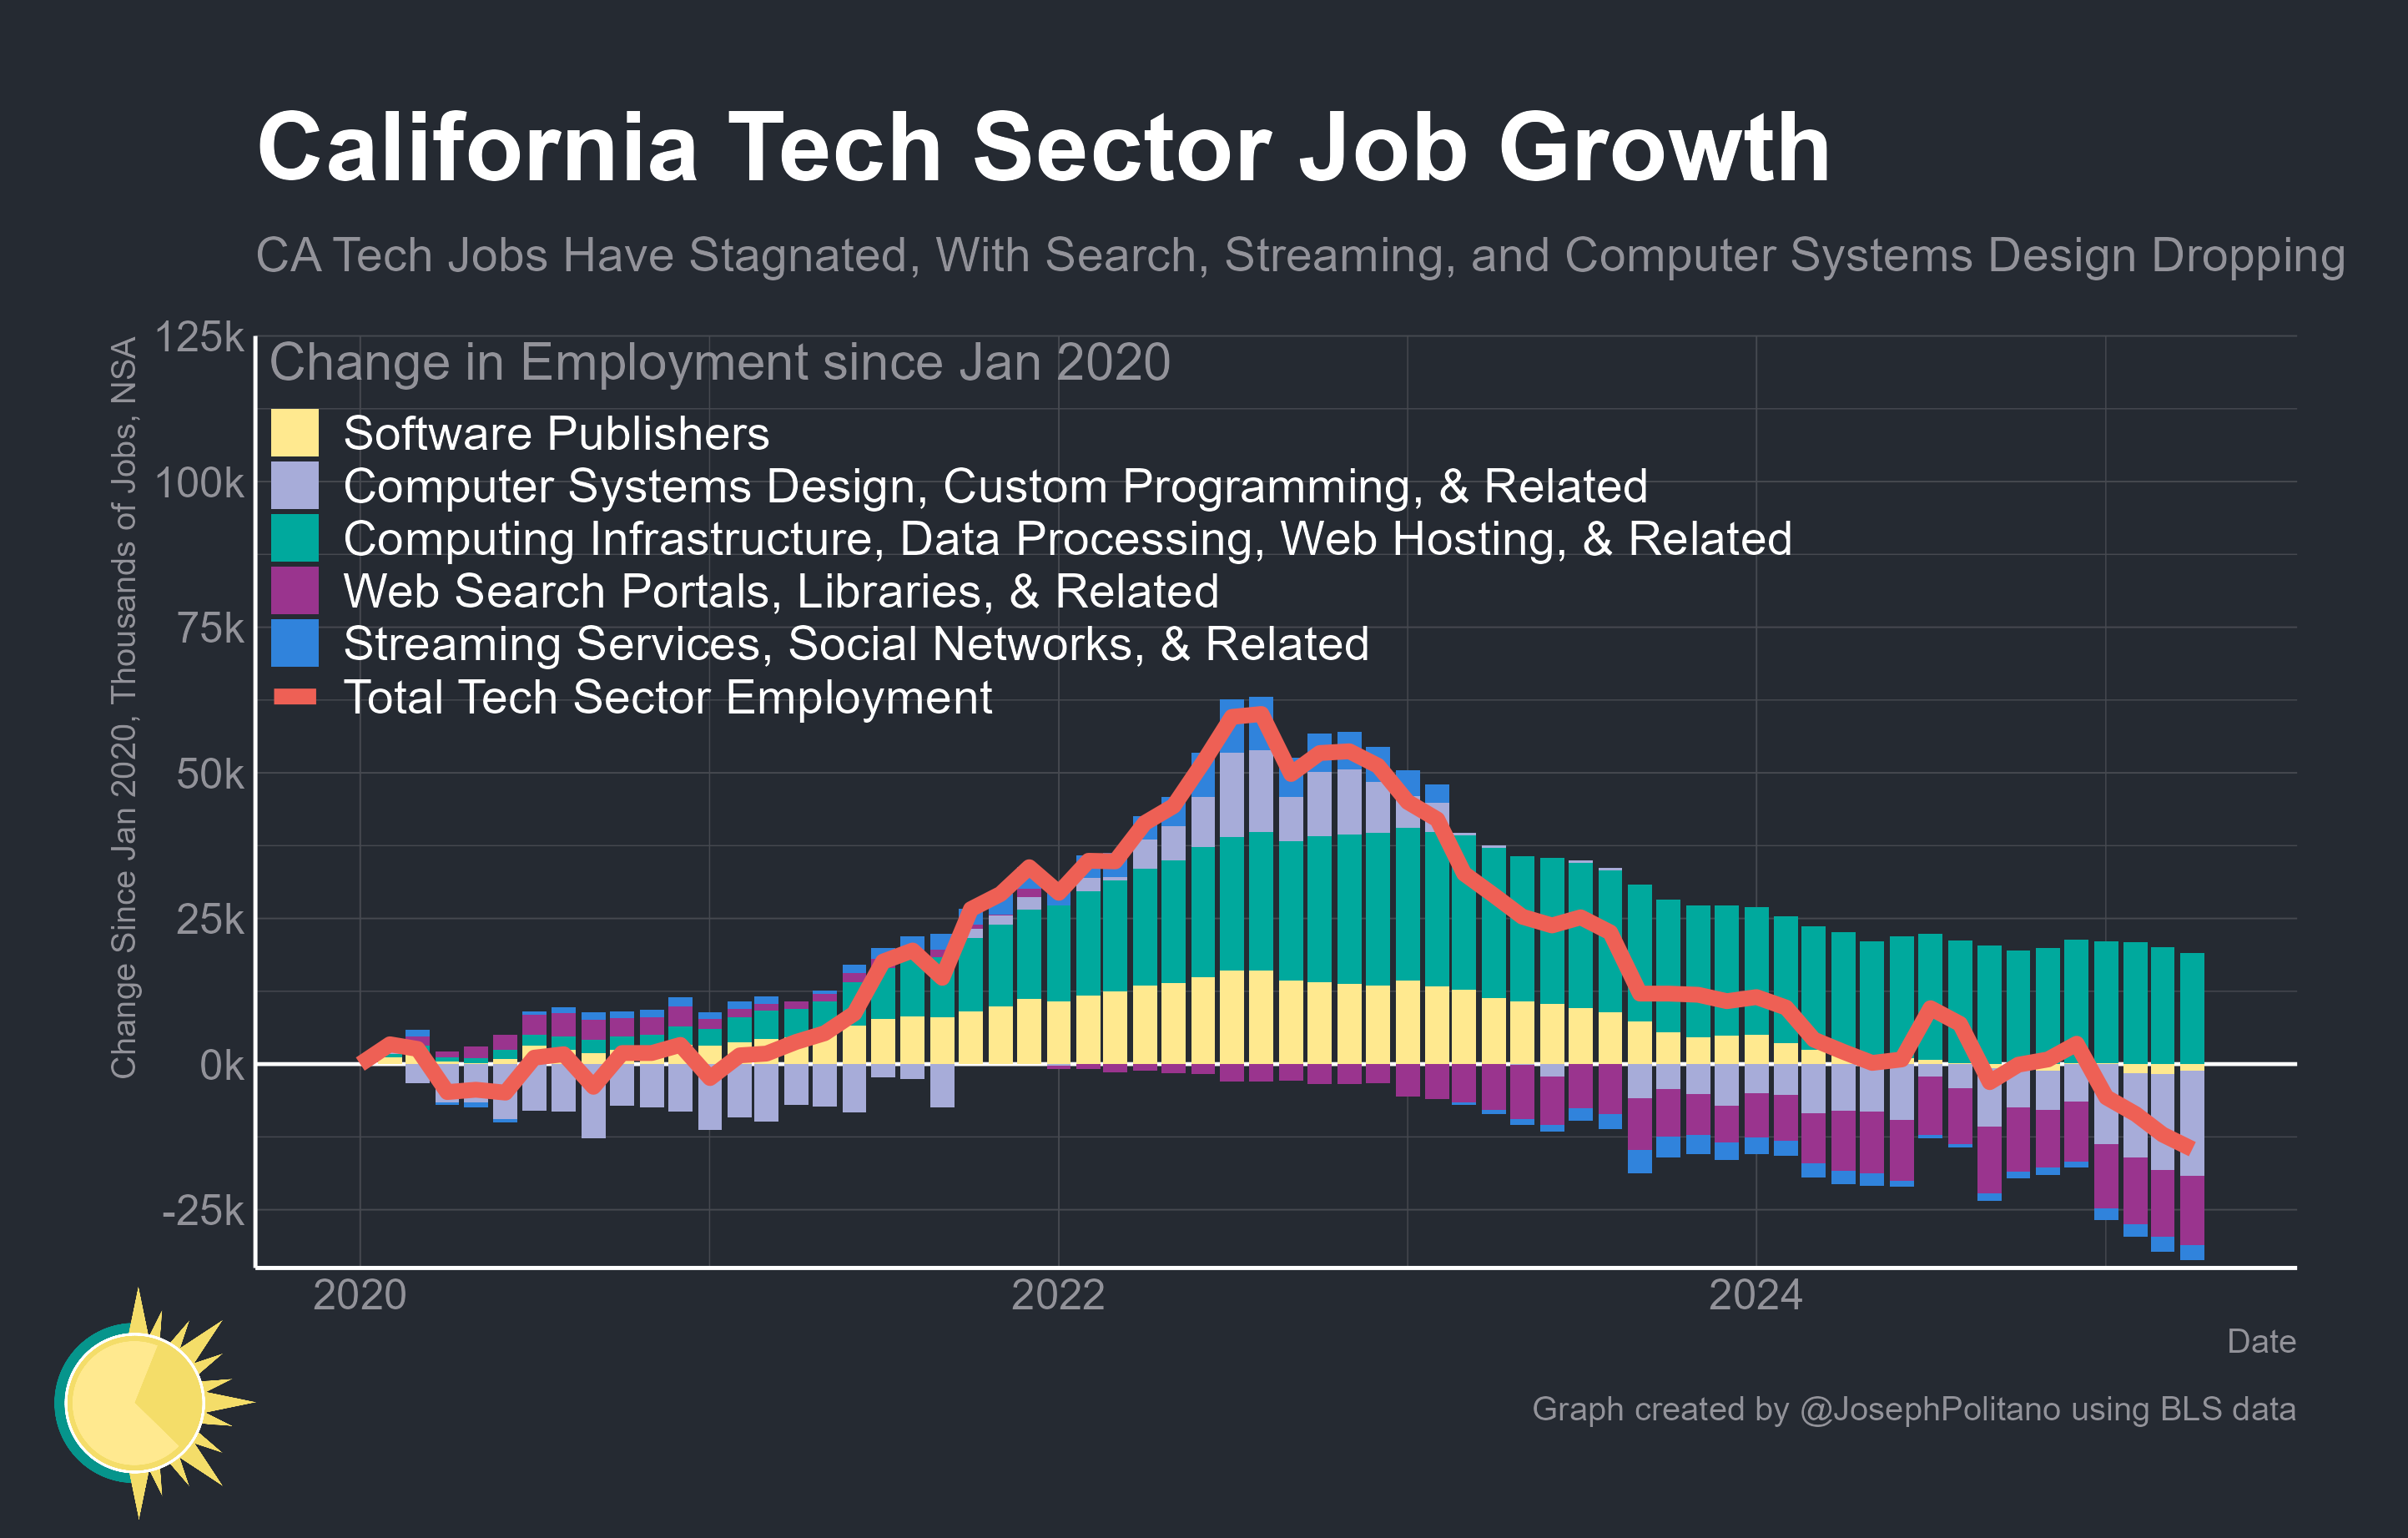 California Tech Sector Job Growth
CA Tech Jobs Have Stagnated, With Search, Streaming, and Computer Systems Design Dropping
Change Since Jan 2020, Thousands of Jobs, NSA
125k
100k
75k
50k
25k
0k
-25k
Change in Employment since Jan 2020
Software Publishers
Computer Systems Design, Custom Programming, & Related
Computing Infrastructure, Data Processing, Web Hosting, & Related
Web Search Portals, Libraries, & Related
Streaming Services, Social Networks, & Related
Total Tech Sector Employment
2020
2022
2024
Date
Graph created by @JosephPolitano using BLS data